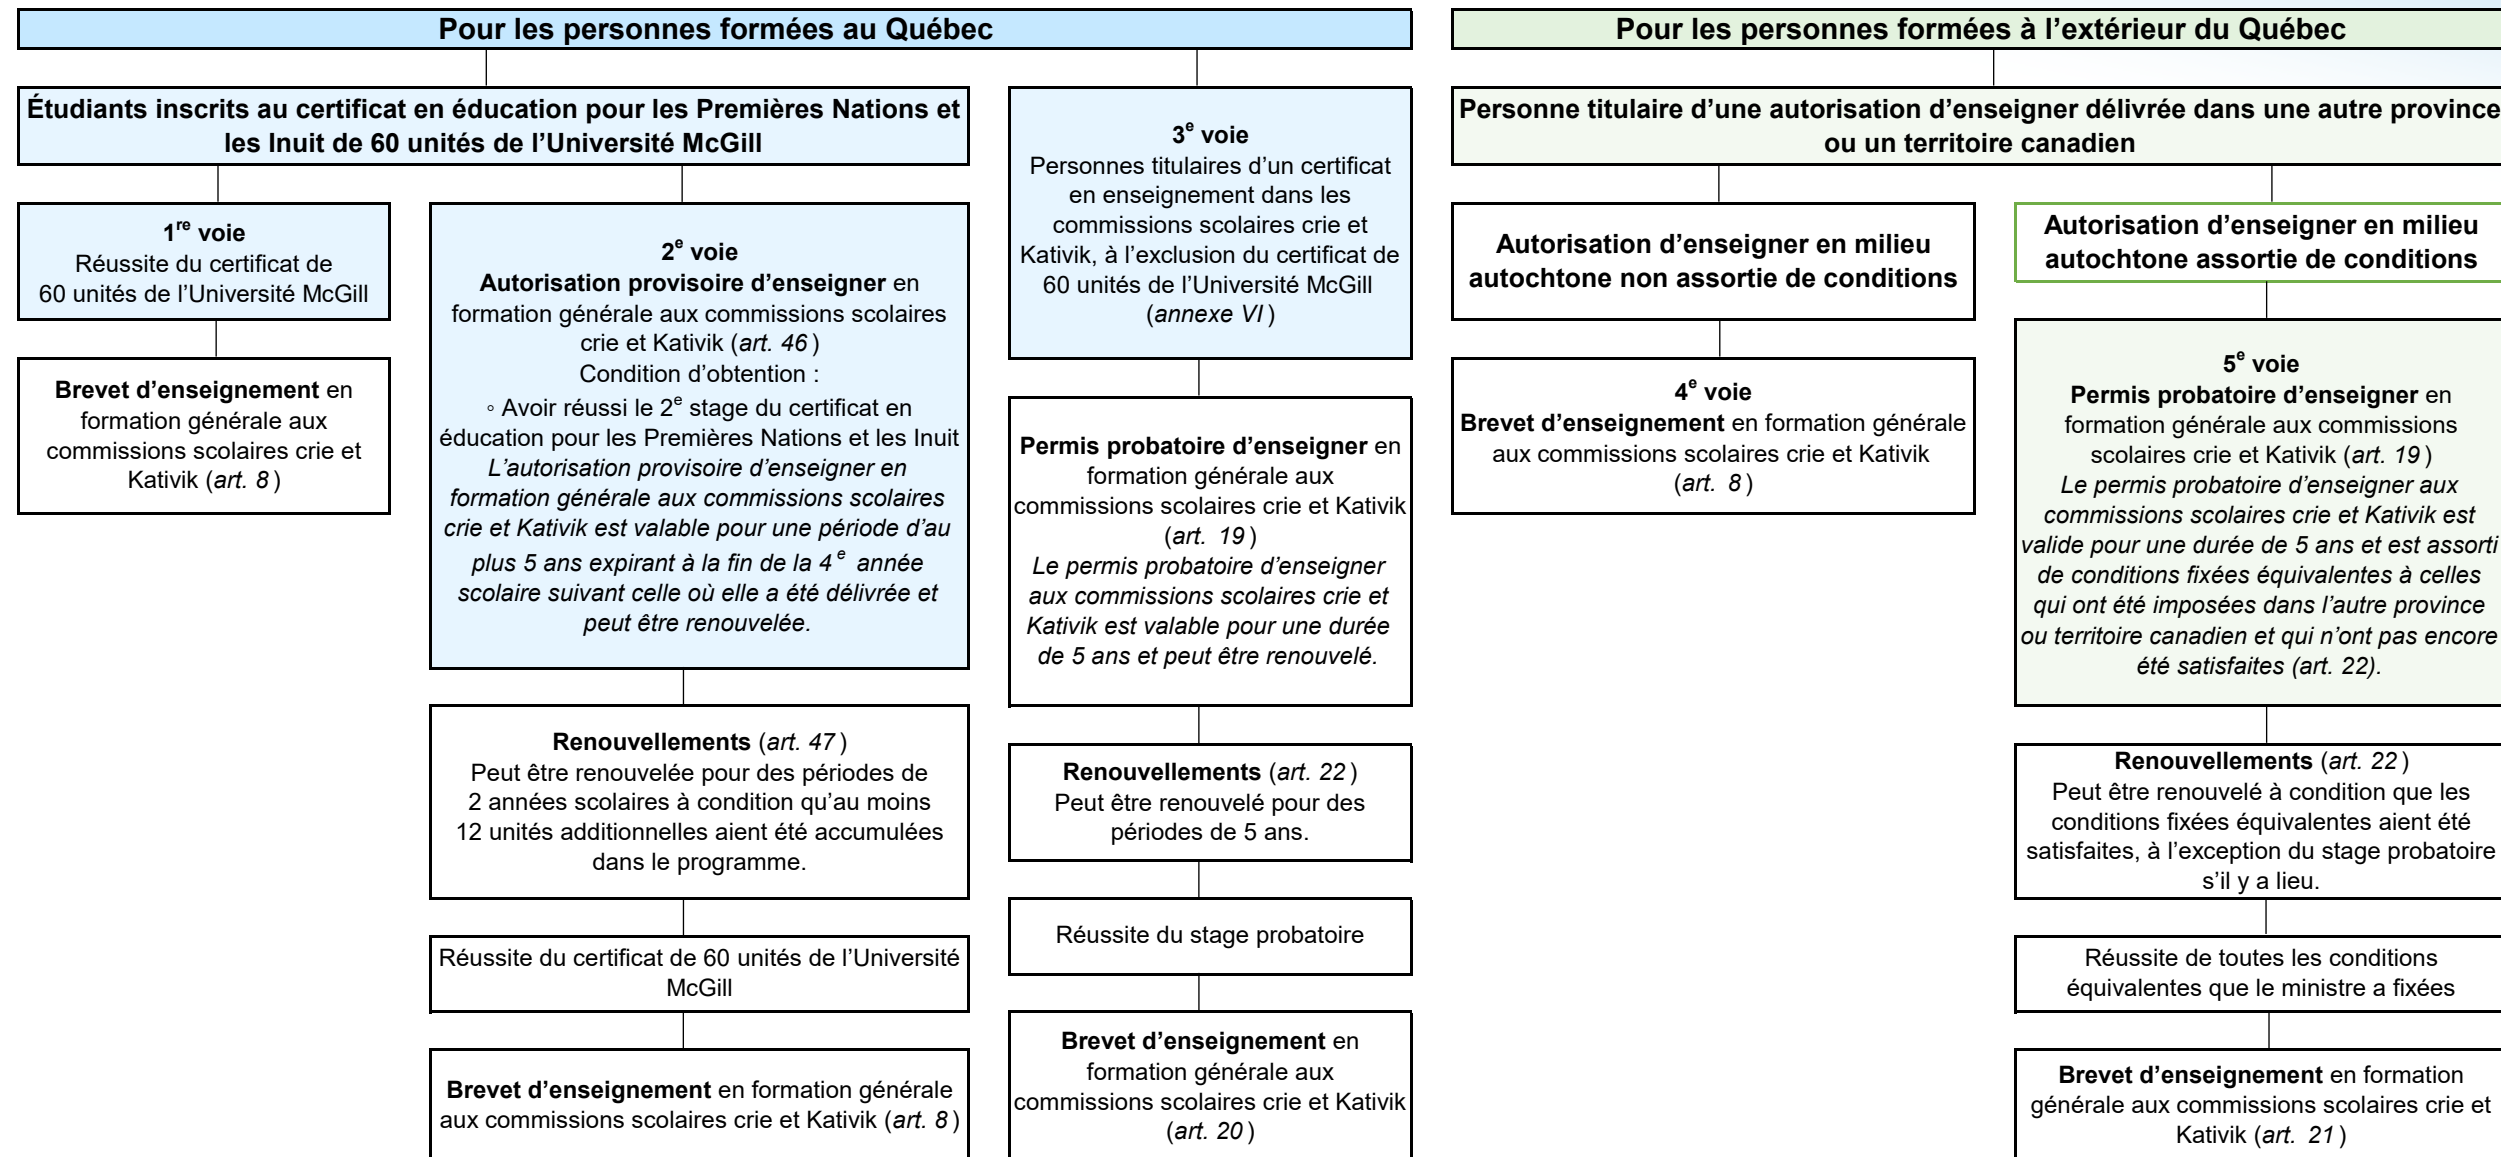 Pour les personnes formées au Québec
Étudiants inscrits au certificat en éducation pour les Premières Nations et
les Inuit de 60 unités de l’Université McGill
1re voie
Réussite du certificat de
60 unités de l’Université McGill
Brevet d’enseignement en
formation générale aux
commissions scolaires crie et
Kativik (art. 8)
2e voie
Autorisation provisoire d’enseigner en
formation générale aux commissions scolaires
crie et Kativik (art. 46)
Condition d’obtention :
◦ Avoir réussi le 2e stage du certificat en
éducation pour les Premières Nations et les Inuit
L’autorisation provisoire d’enseigner en
formation générale aux commissions scolaires
crie et Kativik est valable pour une période d’au
plus 5 ans expirant à la fin de la 4e année
scolaire suivant celle où elle a été délivrée et
peut être renouvelée.
Renouvellements (art. 47)
Peut être renouvelée pour des périodes de
2 années scolaires à condition qu’au moins
12 unités additionnelles aient été accumulées
dans le programme.
Réussite du certificat de 60 unités de l’Université
McGill
Brevet d’enseignement en formation générale
aux commissions scolaires crie et Kativik (art. 8)
3e voie
Personnes titulaires d’un certificat
en enseignement dans les
commissions scolaires crie et
Kativik, à l’exclusion du certificat de
60 unités de l’Université McGill
(annexe VI)
Permis probatoire d’enseigner en
formation générale aux
commissions scolaires crie et Kativik
(art. 19)
Le permis probatoire d’enseigner
aux commissions scolaires crie et
Kativik est valable pour une durée
de 5 ans et peut être renouvelé.
Renouvellements (art. 22)
Peut être renouvelé pour des
périodes de 5 ans.
Réussite du stage probatoire
Brevet d’enseignement en
formation générale aux
commissions scolaires crie et Kativik
(art. 20)
Pour les personnes formées à l’extérieur du Québec
Personne titulaire d’une autorisation d’enseigner délivrée dans une autre province
ou un territoire canadien
Autorisation d’enseigner en milieu
autochtone non assortie de conditions
4e voie
Brevet d’enseignement en formation générale
aux commissions scolaires crie et Kativik
(art. 8)
Autorisation d’enseigner en milieu
autochtone assortie de conditions
5e voie
Permis probatoire d’enseigner en
formation générale aux commissions
scolaires crie et Kativik (art. 19)
Le permis probatoire d’enseigner aux
commissions scolaires crie et Kativik est
valide pour une durée de 5 ans et est assorti
de conditions fixées équivalentes à celles
qui ont été imposées dans l’autre province
ou territoire canadien et qui n’ont pas encore
été satisfaites (art. 22).
Renouvellements (art. 22)
Peut être renouvelé à condition que les
conditions fixées équivalentes aient été
satisfaites, à l’exception du stage probatoire
s’il y a lieu.
Réussite de toutes les conditions
équivalentes que le ministre a fixées
Brevet d’enseignement en formation
générale aux commissions scolaires crie et
Kativik (art. 21)